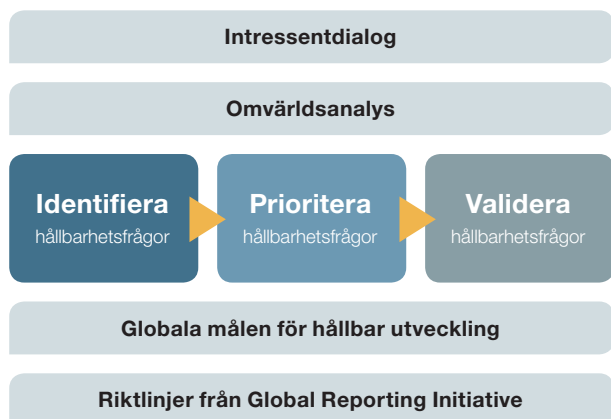 Intressentdialog
Omvärldsanalys
Identifiera
hållbarhetsfrågor
Prioritera
hållbarhetsfrågor
Validera
hållbarhetsfrågor
Globala målen för hållbar utveckling
Riktlinjer från Global Reporting Initiative